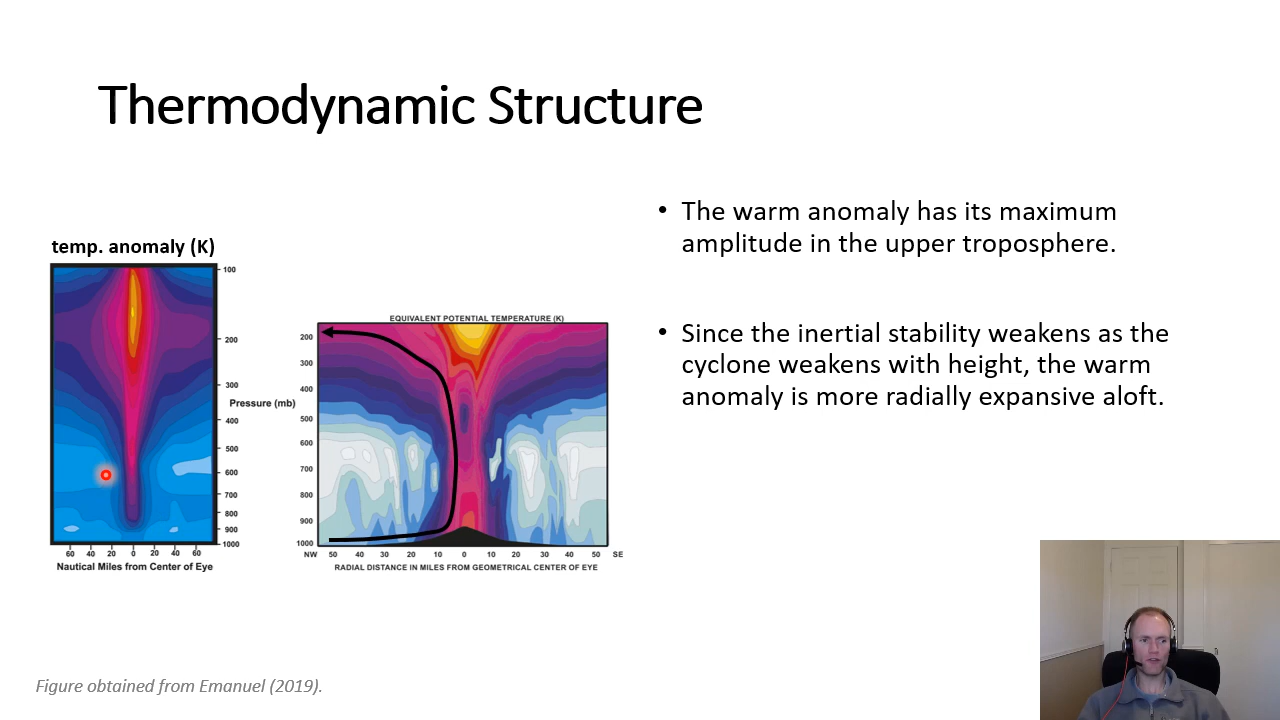 Thermodynamic Structure
temp. anomaly (K)
100
200
300
Pressure (mb)
400
500
600
700
800
900
1000
60 40 20 0 20 40 60
Nautical Miles from Center of Eye
EQUIVALENT POTENTIAL TEMPERATURE (K)
200
300
400
500
600
700
800
900
1000
NW 50 40 30 20 10 0 10 20 30 40 50 SE
RADIAL DISTANCE IN MILES FROM GEOMETRICAL CENTER OF EYE
• The warm anomaly has its maximum
amplitude in the upper troposphere.
• Since the inertial stability weakens as the
cyclone weakens with height, the warm
anomaly is more radially expansive aloft.
Figure obtained from Emanuel (2019).